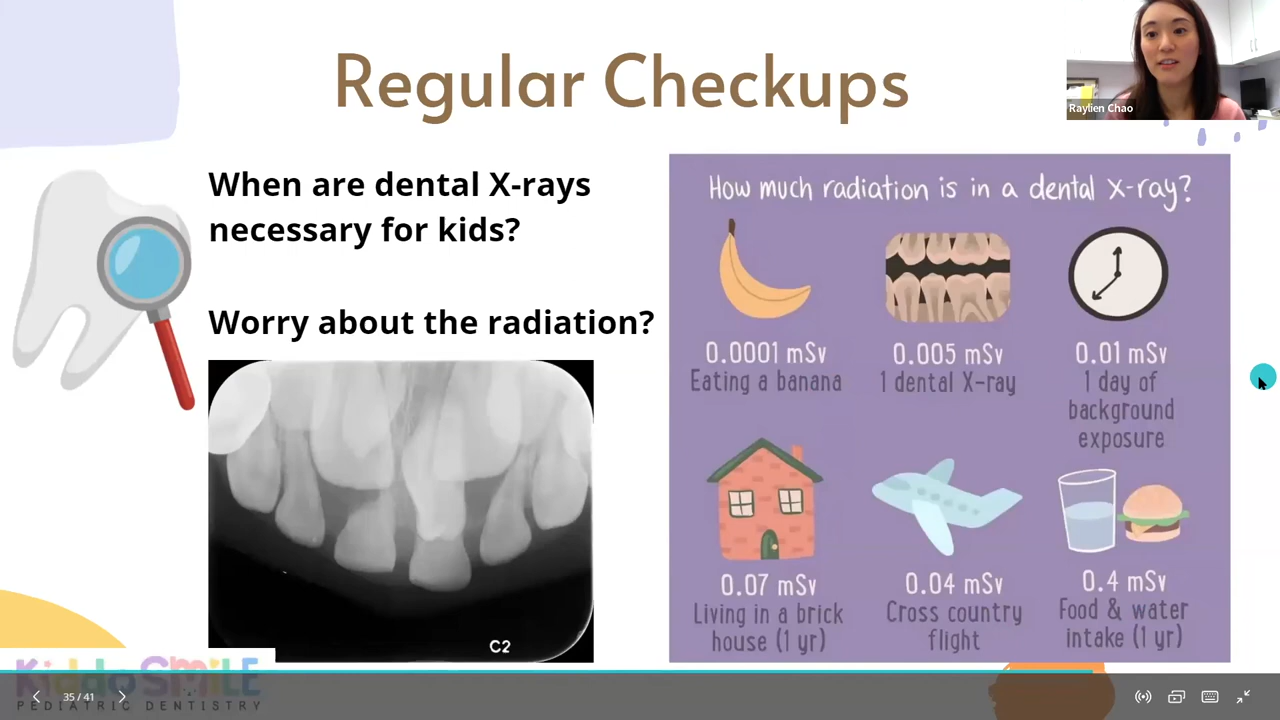 Regular Checkups
Raylien Chao
When are dental X-rays
necessary for kids?
Worry about the radiation?
C2
How much radiation is in a dental x-ray?
0.0001 mSv
Eating a banana
0.005 mSv
1 dental X-ray
0.01 mSv
1 day of
background
exposure
0.07 mSv
Living in a brick
house (1 yr)
0.04 mSv
Cross country
flight
0.4 mSv
Food & water
intake (1 yr)
Kiddo SmiLE
PEDIATRIC DENTISTRY
35 / 41